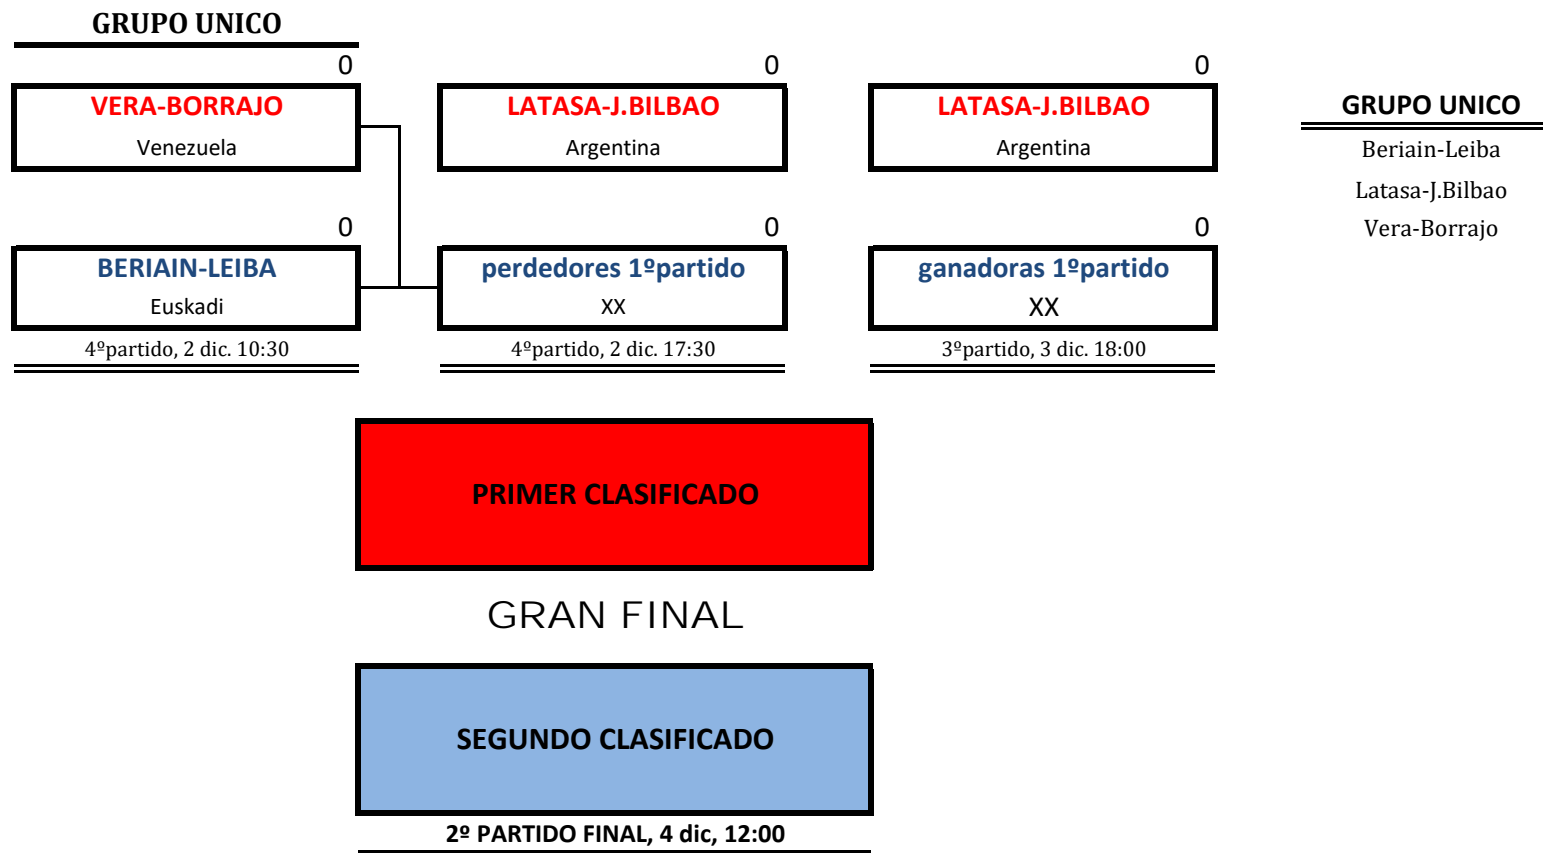 GRUPO UNICO
0
VERA-BORRAJO
Venezuela
0
BERIAIN-LEIBA
Euskadi
4ºpartido, 2 dic. 10:30
0
LATASA-J.BILBAO
Argentina
0
perdedores 1ºpartido
XX
4ºpartido, 2 dic. 17:30
0
LATASA-J.BILBAO
Argentina
0
ganadoras 1ºpartido
XX
3ºpartido, 3 dic. 18:00
GRUPO UNICO
Beriain-Leiba
Latasa-J.Bilbao
Vera-Borrajo
PRIMER CLASIFICADO
GRAN FINAL
SEGUNDO CLASIFICADO
2º PARTIDO FINAL, 4 dic, 12:00